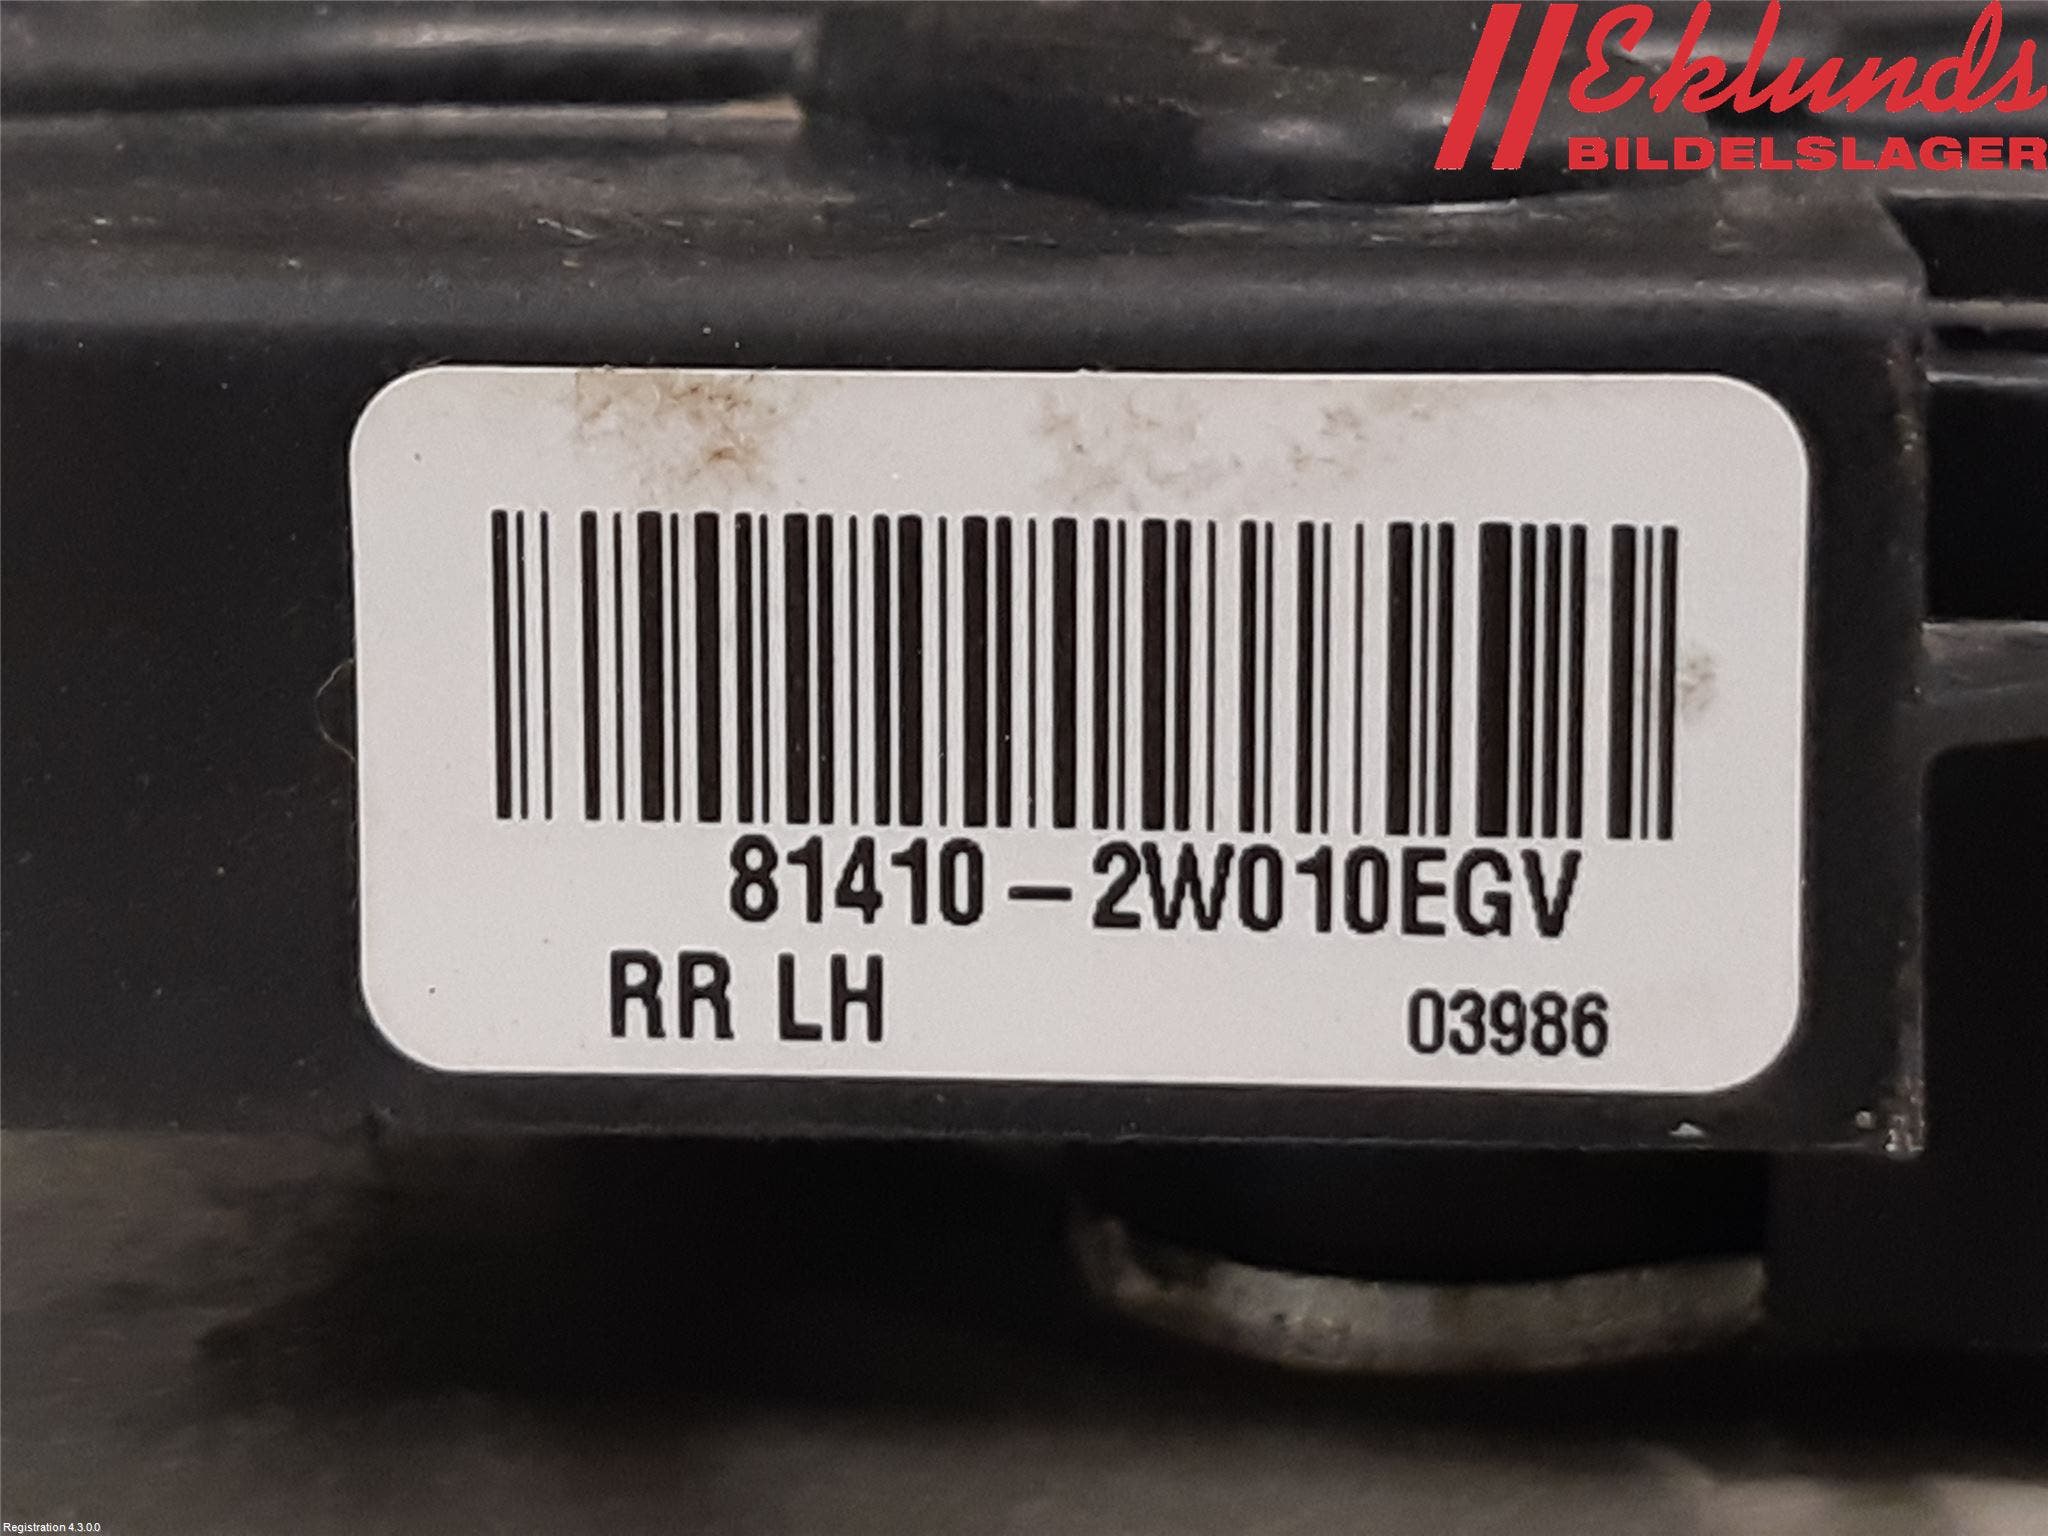 Eklunds
BILDELSLAGER
81410-2W010EGV
RR LH 03986
Registration 4.3.0.0